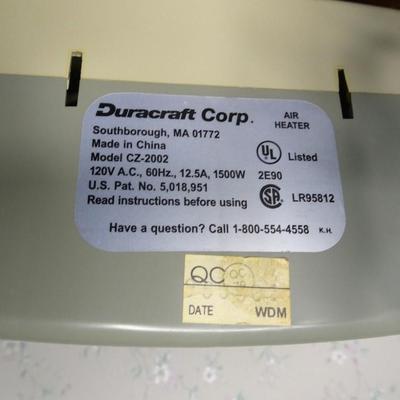 Duracraft Corp.
AIR
HEATER
Southborough, MA 01772
Made in China
Model CZ-2002
120V A.C., 60Hz., 12.5A, 1500W
U.S. Pat. No. 5,018,951
Read instructions before using
UL Listed
2E90
SA LR95812
Have a question? Call 1-800-554-4558 K.H.
QC
DATE WDM